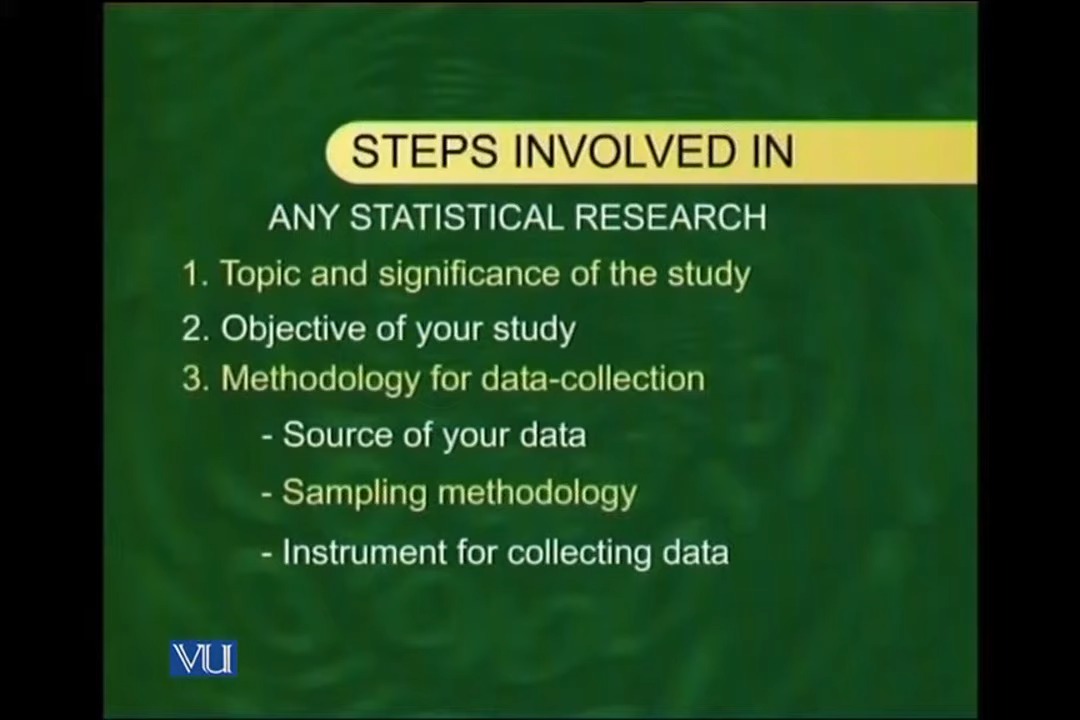 STEPS INVOLVED IN
ANY STATISTICAL RESEARCH
1. Topic and significance of the study
2. Objective of your study
3. Methodology for data-collection
- Source of your data
- Sampling methodology
- Instrument for collecting data
VU